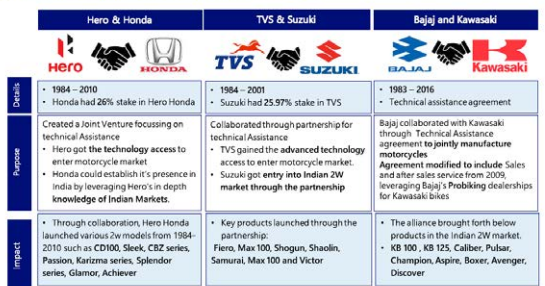 Hero & Honda
TVS & Suzuki
Bajaj and Kawasaki
Hero
HONDA
TVS
SUZUKI
BAJAJ
Kawasaki
Details
• 1984 – 2010
• Honda had 26% stake in Hero Honda
• 1984 – 2001
• Suzuki had 25.97% stake in TVS
• 1983 – 2016
• Technical assistance agreement
Purpose
Created a Joint Venture focussing on
technical Assistance
• Hero got the technology access to
enter motorcycle market
• Honda could establish it's presence in
India by leveraging Hero's in depth
knowledge of Indian Markets.
Collaborated through partnership for
technical Assistance
• TVS gained the advanced technology
access to enter motorcycle market.
• Suzuki got entry into Indian 2W
market through the partnership
Bajaj collaborated with Kawasaki
through Technical Assistance
agreement to jointly manufacture
motorcycles
Agreement modified to include Sales
and after sales service from 2009,
leveraging Bajaj's Probiking dealerships
for Kawasaki bikes
Impact
• Through collaboration, Hero Honda
launched various 2w models from 1984-
2010 such as CD100, Sleek, CBZ series,
Passion, Karizma series, Splendor
series, Glamor, Achiever
• Key products launched through the
partnership:
Fiero, Max 100, Shogun, Shaolin,
Samurai, Max 100 and Victor
• The alliance brought forth below
products in the Indian 2W market.
• KB 100 , KB 125, Caliber, Pulsar,
Champion, Aspire, Boxer, Avenger,
Discover